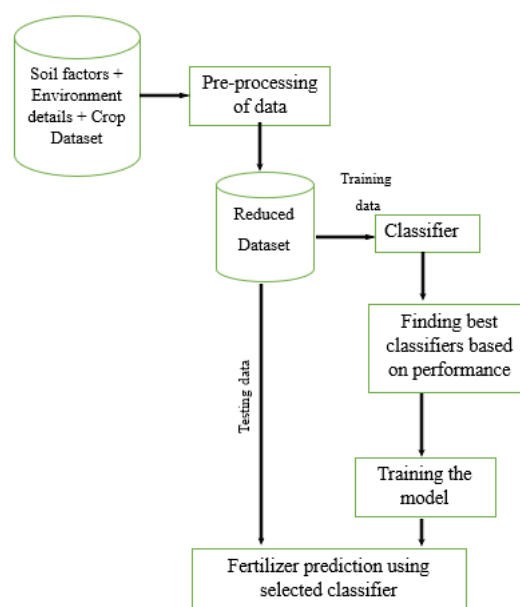 Soil factors +
Environment
details + Crop
Dataset
Pre-processing
of data
Reduced
Dataset
Training
data
Classifier
Finding best
classifiers based
on performance
Testing data
Training the
model
Fertilizer prediction using
selected classifier